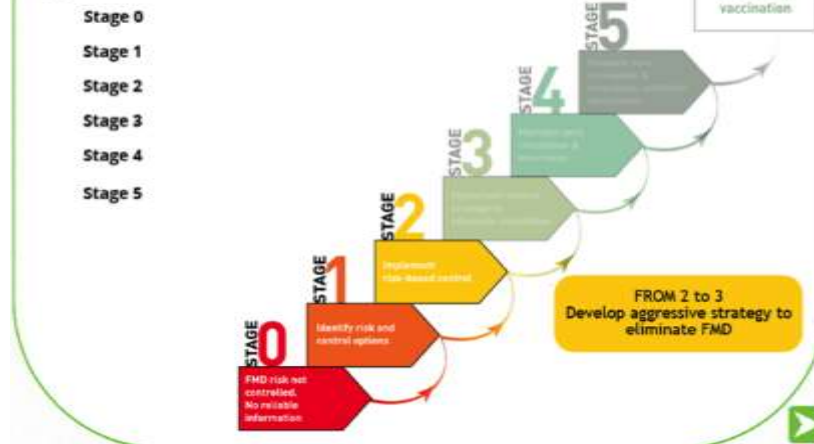 Stage 0
Stage 1
Stage 2
Stage 3
Stage 4
Stage 5
vaccination
STAGE 5
STAGE 4
STAGE 3
STAGE 2
Implement
risk-based control
STAGE 1
Identify risk and
control options
STAGE 0
FMD risk not
controlled.
No reliable
information
FROM 2 to 3
Develop aggressive strategy to
eliminate FMD